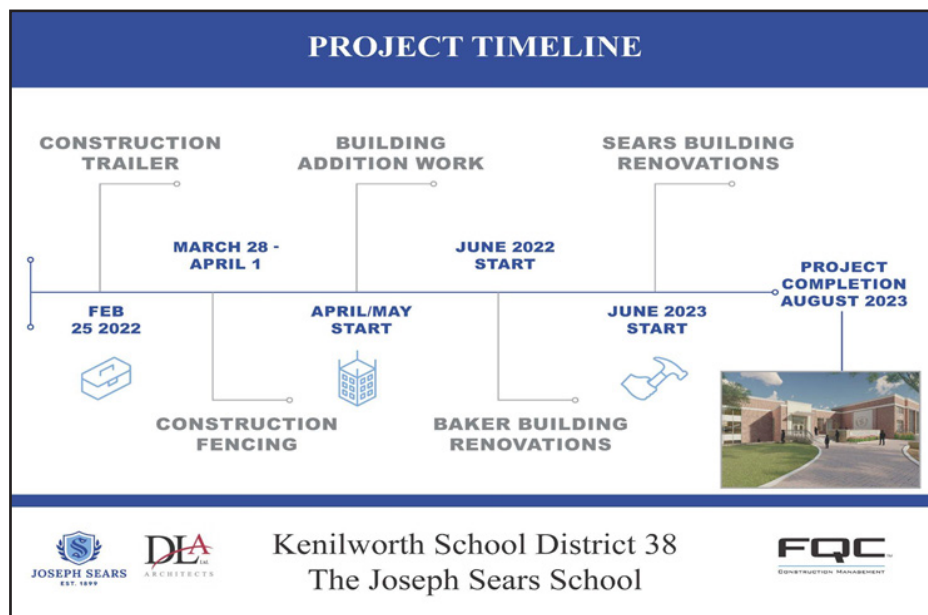 PROJECT TIMELINE
CONSTRUCTION
TRAILER
BUILDING
ADDITION WORK
SEARS BUILDING
RENOVATIONS
MARCH 28 -
APRIL 1
JUNE 2022
START
PROJECT
COMPLETION
AUGUST 2023
FEB
25 2022
APRIL/MAY
START
JUNE 2023
START
CONSTRUCTION
FENCING
BAKER BUILDING
RENOVATIONS
S
JOSEPH SEARS
EST. 1899
DLA Ltd.
ARCHITECTS
Kenilworth School District 38
The Joseph Sears School
FQC™
CONSTRUCTION MANAGEMENT